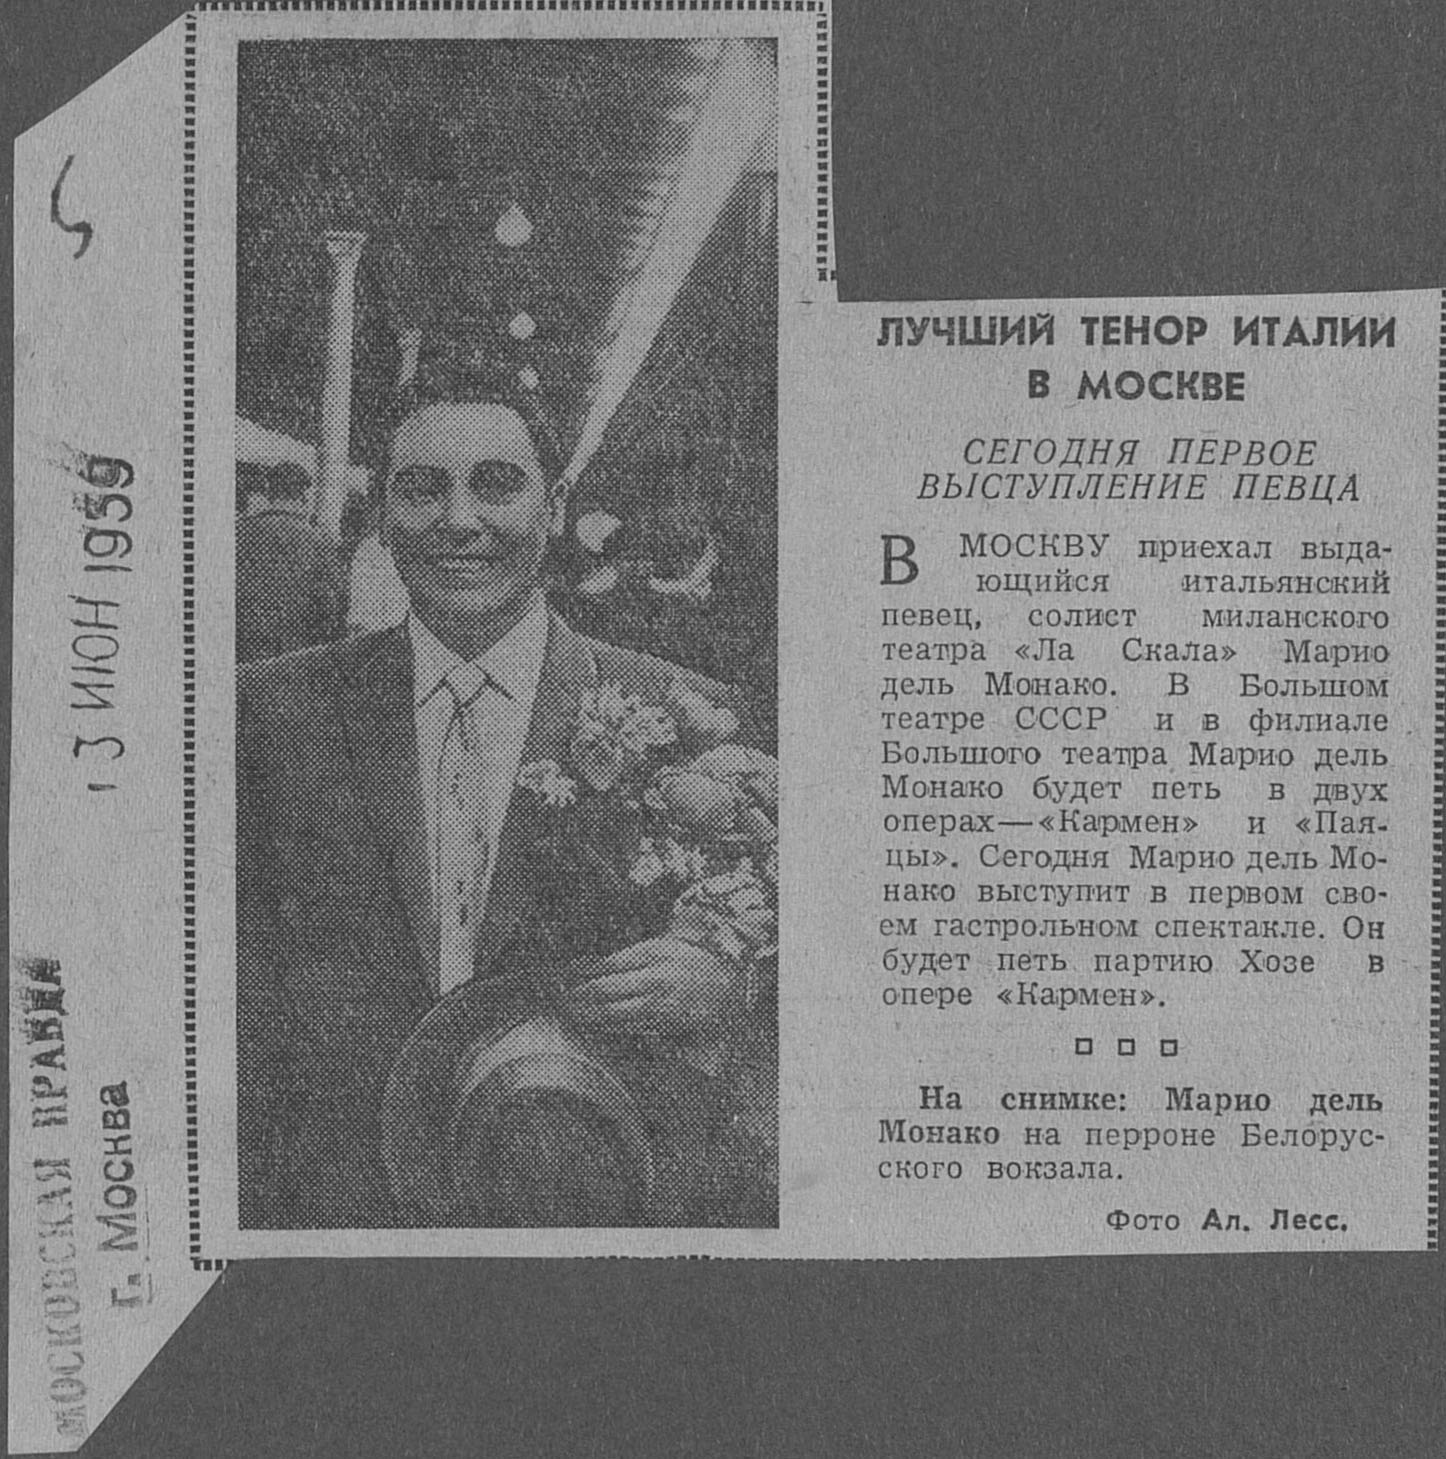 МОСКОВСКАЯ ПРАВДА
г. Москва
13 ИЮН 1959
ЛУЧШИЙ ТЕНОР ИТАЛИИ
В МОСКВЕ
СЕГОДНЯ ПЕРВОЕ
ВЫСТУПЛЕНИЕ ПЕВЦА
В МОСКВУ приехал выда-
ющийся итальянский
певец, солист миланского
театра «Ла Скала» Марио
дель Монако. В Большом
театре СССР и в филиале
Большого театра Марио дель
Монако будет петь в двух
операх—«Кармен» и «Пая-
цы». Сегодня Марио дель Мо-
нако выступит в первом сво-
ем гастрольном спектакле. Он
будет петь партию Хозе в
опере «Кармен».
На снимке: Марио дель
Монако на перроне Белорус-
ского вокзала.
Фото Ал. Лесс.